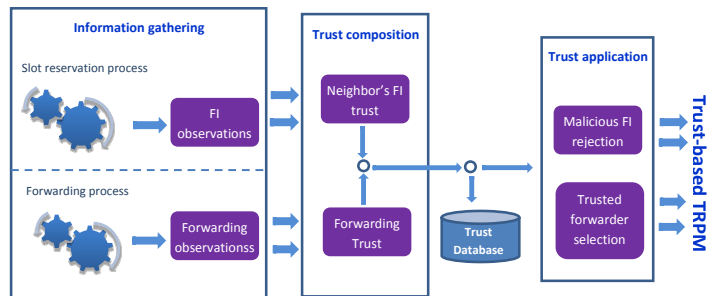 Information gathering
Slot reservation process
FI
observations
Forwarding process
Forwarding
observationss
Trust composition
Neighbor's FI
trust
Forwarding
Trust
Trust
Database
Trust application
Malicious FI
rejection
Trusted
forwarder
selection
Trust-based TRPM